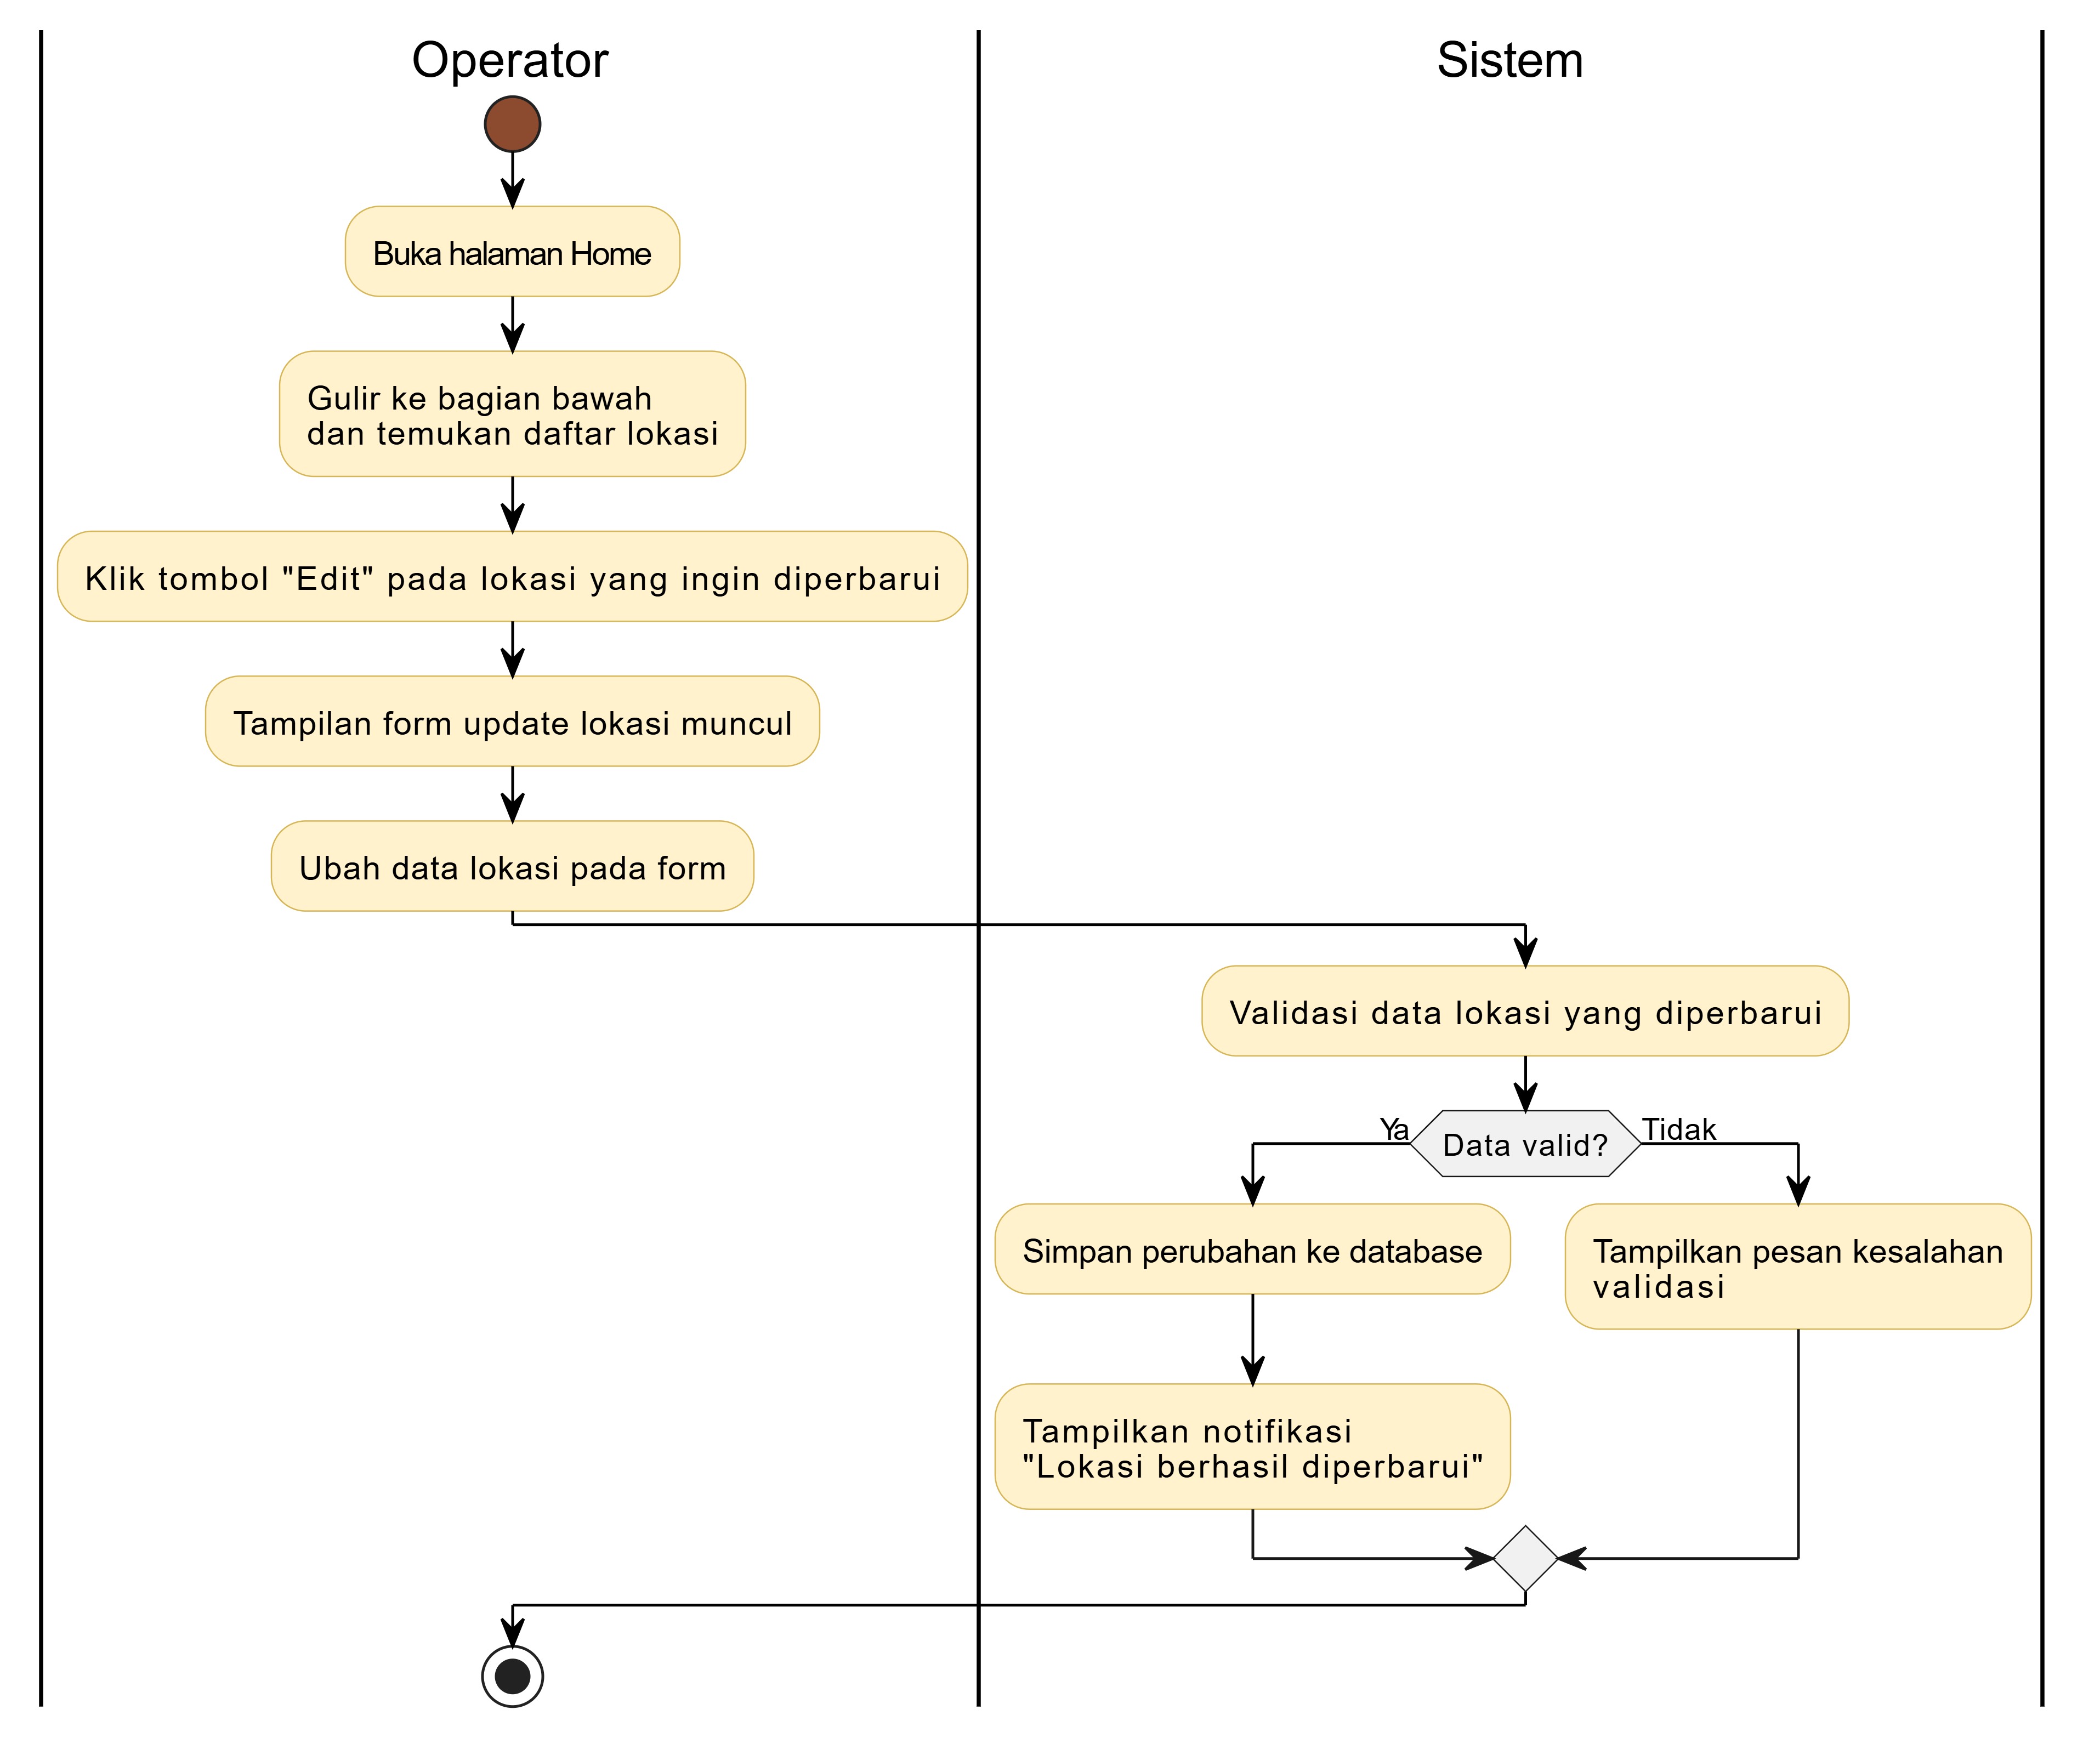 Operator
Sistem
Buka halaman Home
Gulir ke bagian bawah
dan temukan daftar lokasi
Klik tombol "Edit" pada lokasi yang ingin diperbarui
Tampilan form update lokasi muncul
Ubah data lokasi pada form
Validasi data lokasi yang diperbarui
Ya
Data valid?
Tidak
Simpan perubahan ke database
Tampilkan pesan kesalahan
validasi
Tampilkan notifikasi
"Lokasi berhasil diperbarui"